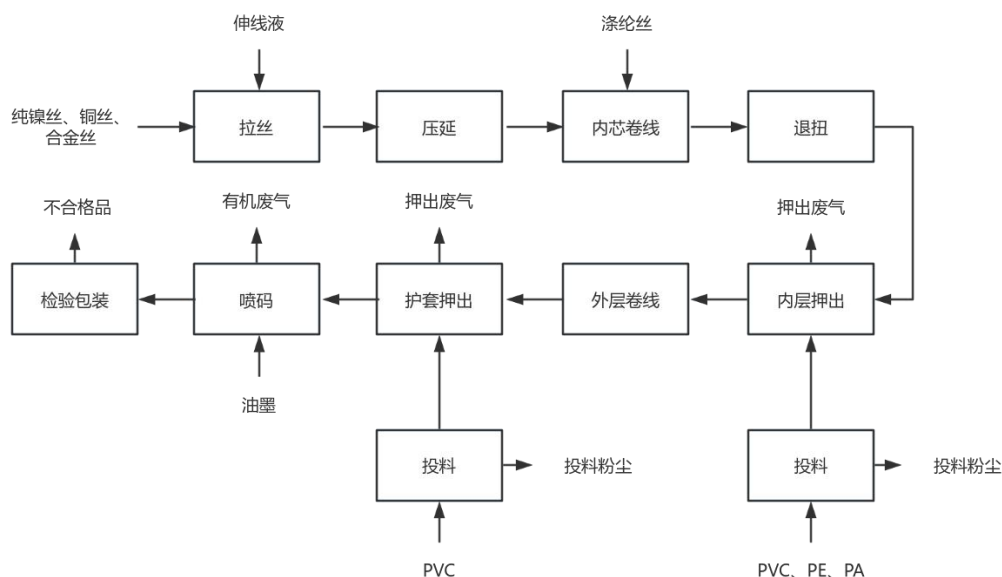 伸线液
涤纶丝
纯镍丝、铜丝、
合金丝
拉丝
压延
内芯卷线
退扭
不合格品
有机废气
押出废气
押出废气
检验包装
喷码
护套押出
外层卷线
内层押出
油墨
投料
投料粉尘
投料
投料粉尘
PVC
PVC、PE、PA